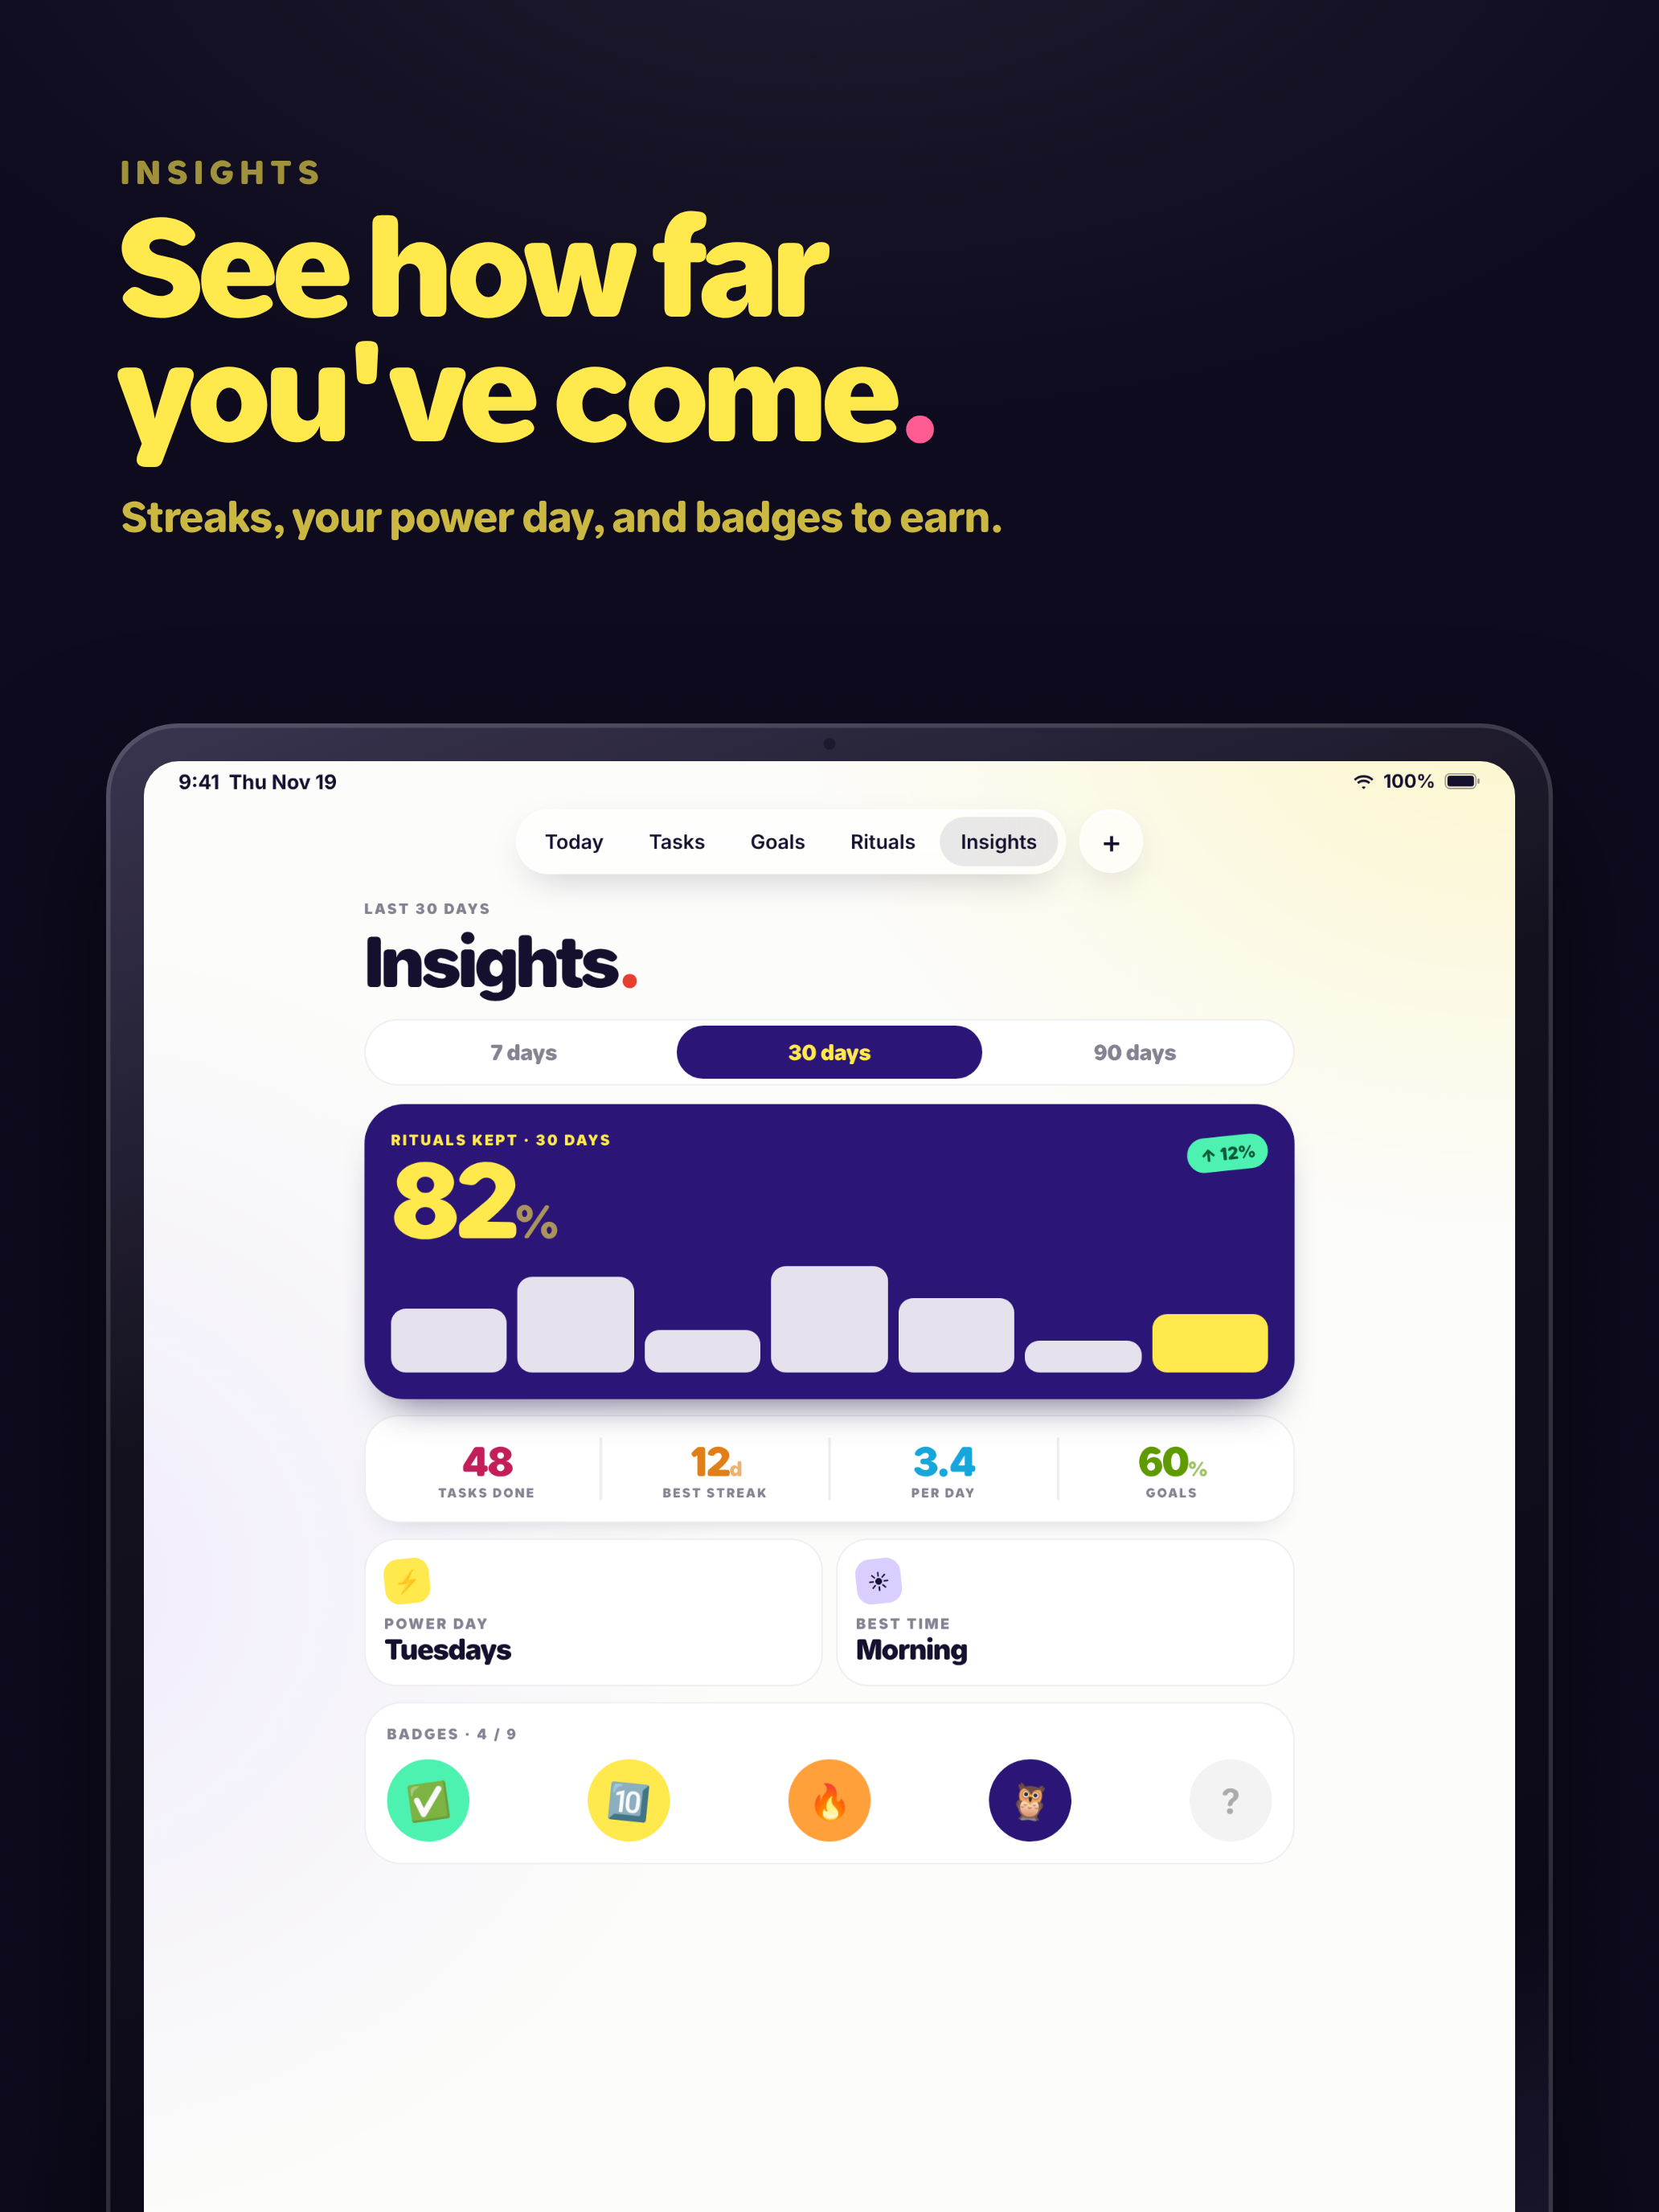 INSIGHTS
See how far
you've come.
Streaks, your power day, and badges to earn.
9:41 Thu Nov 19
100%
Today Tasks Goals Rituals Insights +
LAST 30 DAYS
Insights.
7 days 30 days 90 days
RITUALS KEPT · 30 DAYS
↑ 12%
82%
48 12d 3.4 60%
TASKS DONE BEST STREAK PER DAY GOALS
POWER DAY BEST TIME
Tuesdays Morning
BADGES · 4 / 9
10 ?